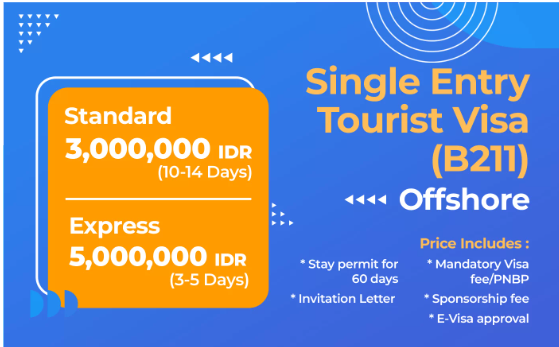 Single Entry
Tourist Visa
(B211)
Offshore
Standard
3,000,000 IDR
(10-14 Days)
Express
5,000,000 IDR
(3-5 Days)
Price Includes :
* Stay permit for
60 days
* Invitation Letter
* Mandatory Visa
fee/PNBP
* Sponsorship fee
* E-Visa approval